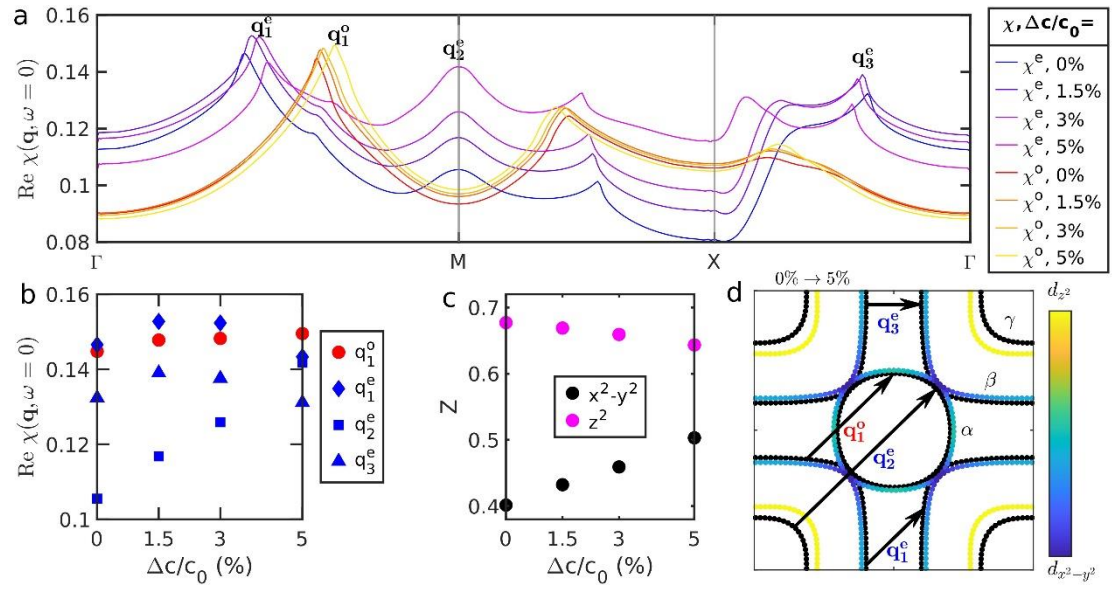 a
0.16
0.14
0.12
0.1
0.08
Re χ(q, ω = 0)
q₁ᵉ
q₁ᵒ
q₂ᵉ
q₃ᵉ
Γ
M
X
Γ
χ, Δc/c₀=
χᵉ, 0%
χᵉ, 1.5%
χᵉ, 3%
χᵉ, 5%
χᵒ, 0%
χᵒ, 1.5%
χᵒ, 3%
χᵒ, 5%
b
0.16
0.14
0.12
0.1
Re χ(q, ω = 0)
0
1.5
3
5
Δc/c₀ (%)
q₁ᵒ
q₁ᵉ
q₂ᵉ
q₃ᵉ
c
0.7
0.6
0.5
0.4
Z
x²-y²
z²
0
1.5
3
5
Δc/c₀ (%)
d
0% → 5%
q₃ᵉ
γ
β
α
q₁ᵒ
q₂ᵉ
q₁ᵉ
d_z²
d_x²−y²